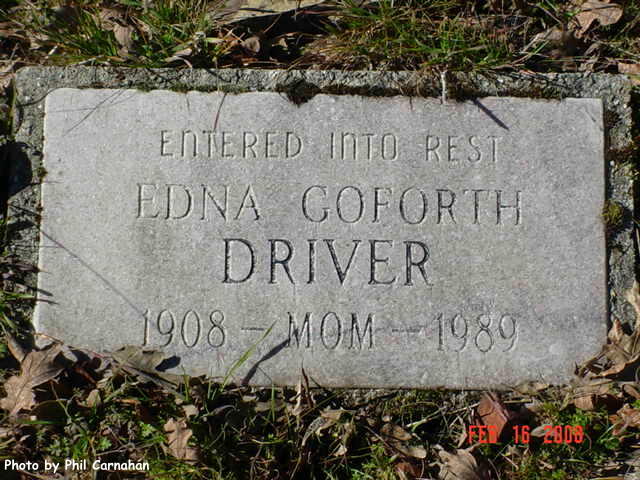 ENTERED INTO REST
EDNA GOFORTH
DRIVER
1908 — MOM — 1989
FEB 16 2008
Photo by Phil Carnahan